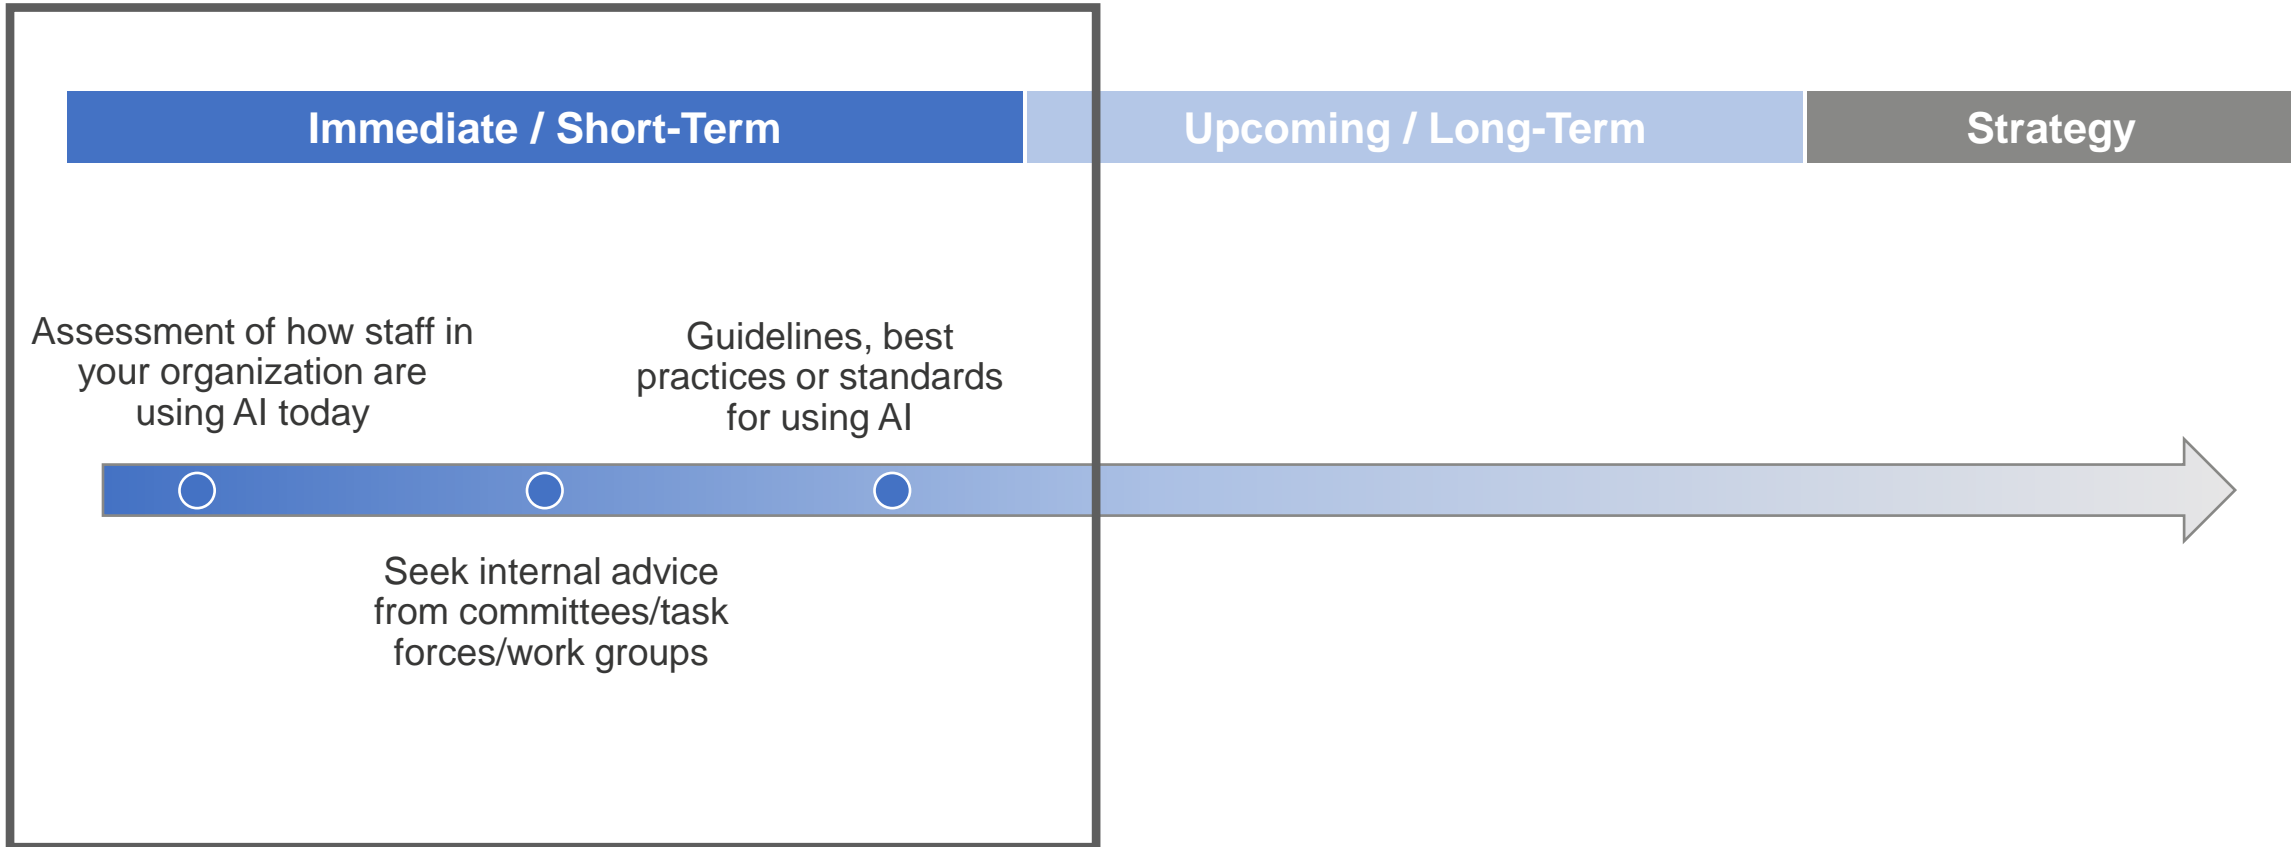 Immediate / Short-Term
Upcoming / Long-Term
Strategy
Assessment of how staff in
your organization are
using AI today
Guidelines, best
practices or standards
for using AI
Seek internal advice
from committees/task
forces/work groups